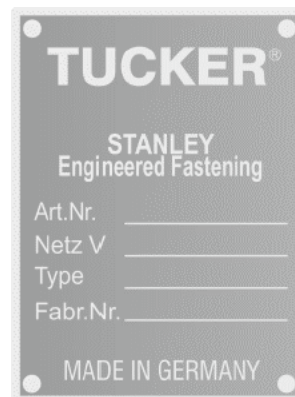 TUCKER®
STANLEY
Engineered Fastening
Art.Nr.
Netz V
Type
Fabr.Nr.
MADE IN GERMANY